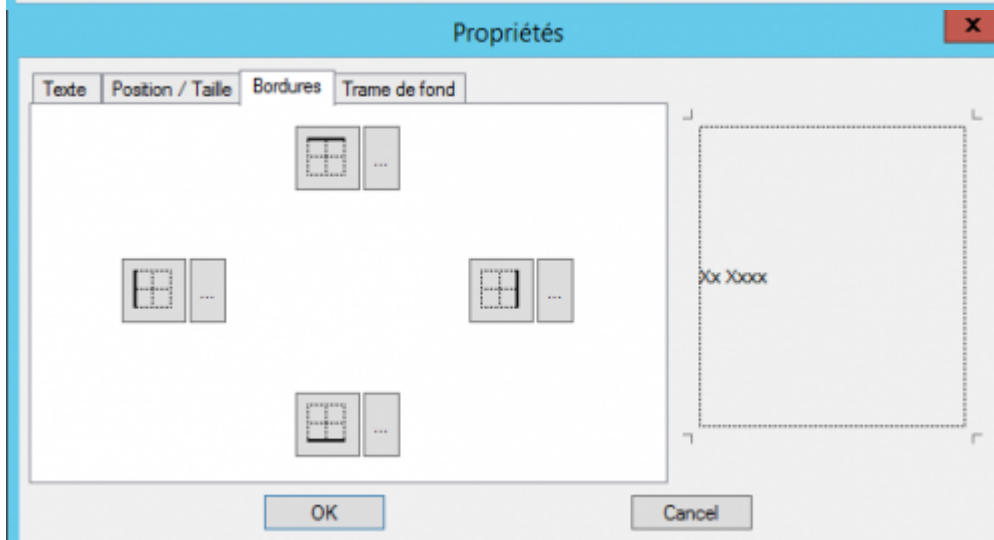 Propriétés
x
Texte Position / Taille Bordures Trame de fond
...
... ...
Xx Xxxx
...
OK Cancel